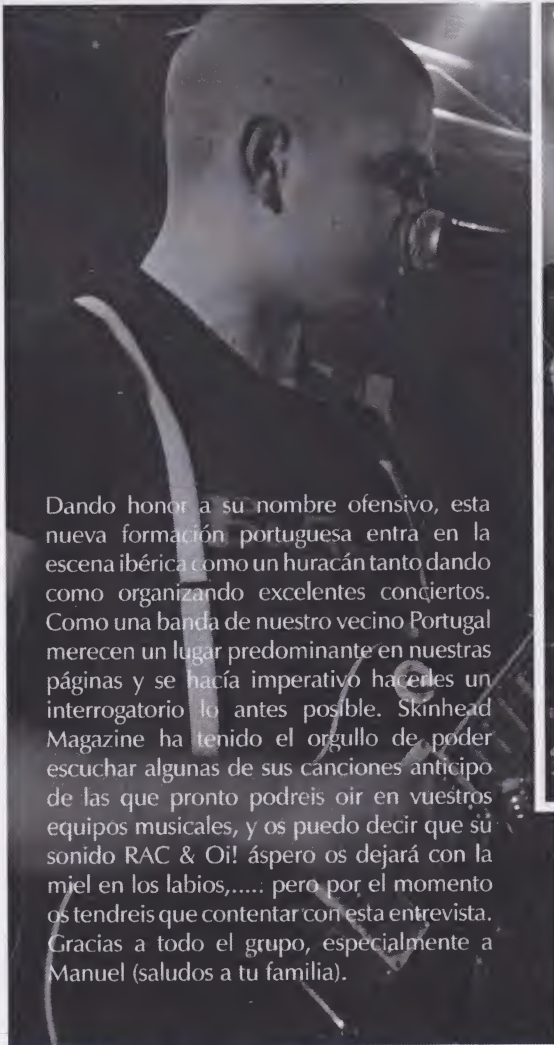 Dando honor a su nombre ofensivo, esta
nueva formación portuguesa entra en la
escena ibérica como un huracán tanto dando
como organizando excelentes conciertos.
Como una banda de nuestro vecino Portugal
merecen un lugar predominante en nuestras
páginas y se hacía imperativo hacerles un
interrogatorio lo antes posible. Skinhead
Magazine ha tenido el orgullo de poder
escuchar algunas de sus canciones anticipo
de las que pronto podreis oir en vuestros
equipos musicales, y os puedo decir que su
sonido RAC & Oi! áspero os dejará con la
miel en los labios,..... pero por el momento
os tendreis que contentar con esta entrevista.
Gracias a todo el grupo, especialmente a
Manuel (saludos a tu familia).